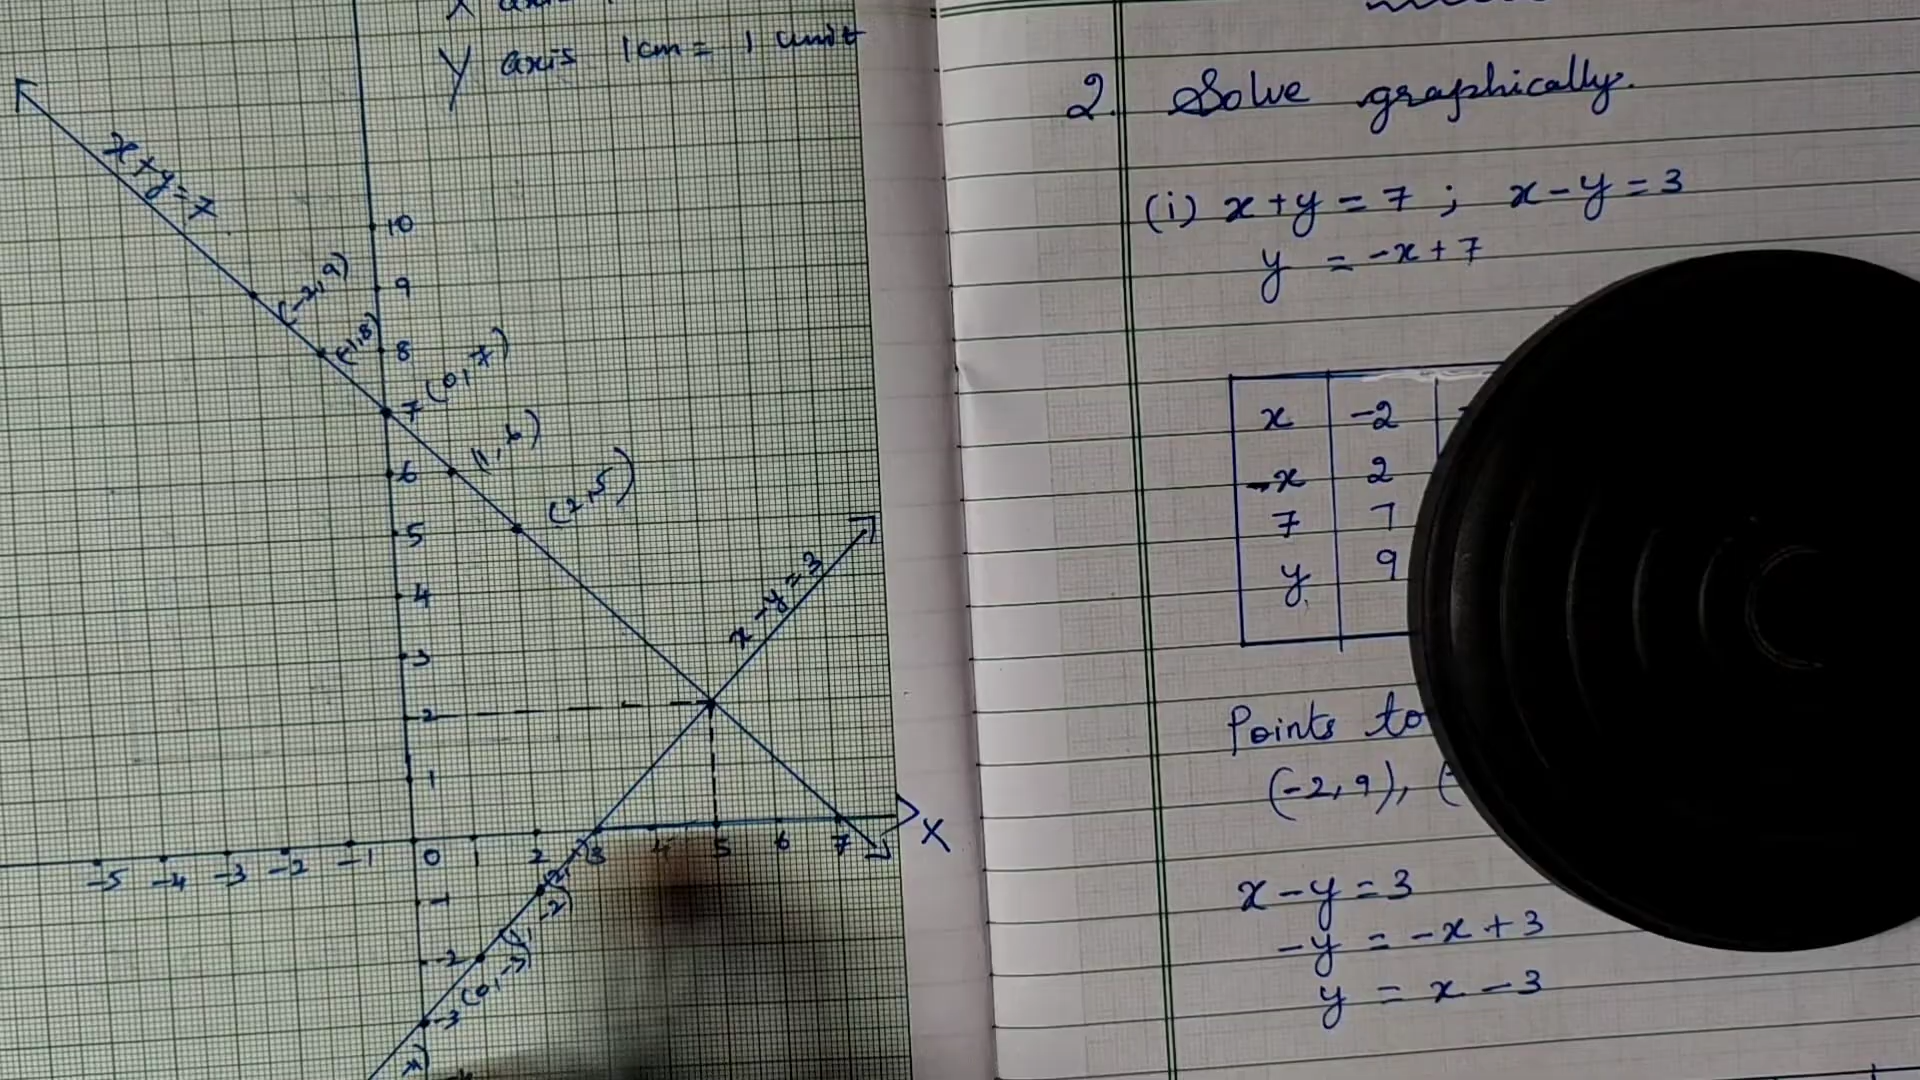 Y axis 1cm = 1 unit
x+y=7
10
(-2,9)
9
(-1,8)
8
(0,7)
7
(1,6)
6
(2,5)
5
4
x-y=3
3
2
1
X
-5 -4 -3 -2 -1 0 1 2 3 4 5 6 7
-1
-2
(0,-3)
-3
2. Solve graphically.
(i) x+y = 7 ; x-y = 3
y = -x+7
x -2
-x 2
7 7
y 9
Points to
(-2,9),
x-y = 3
-y = -x+3
y = x-3